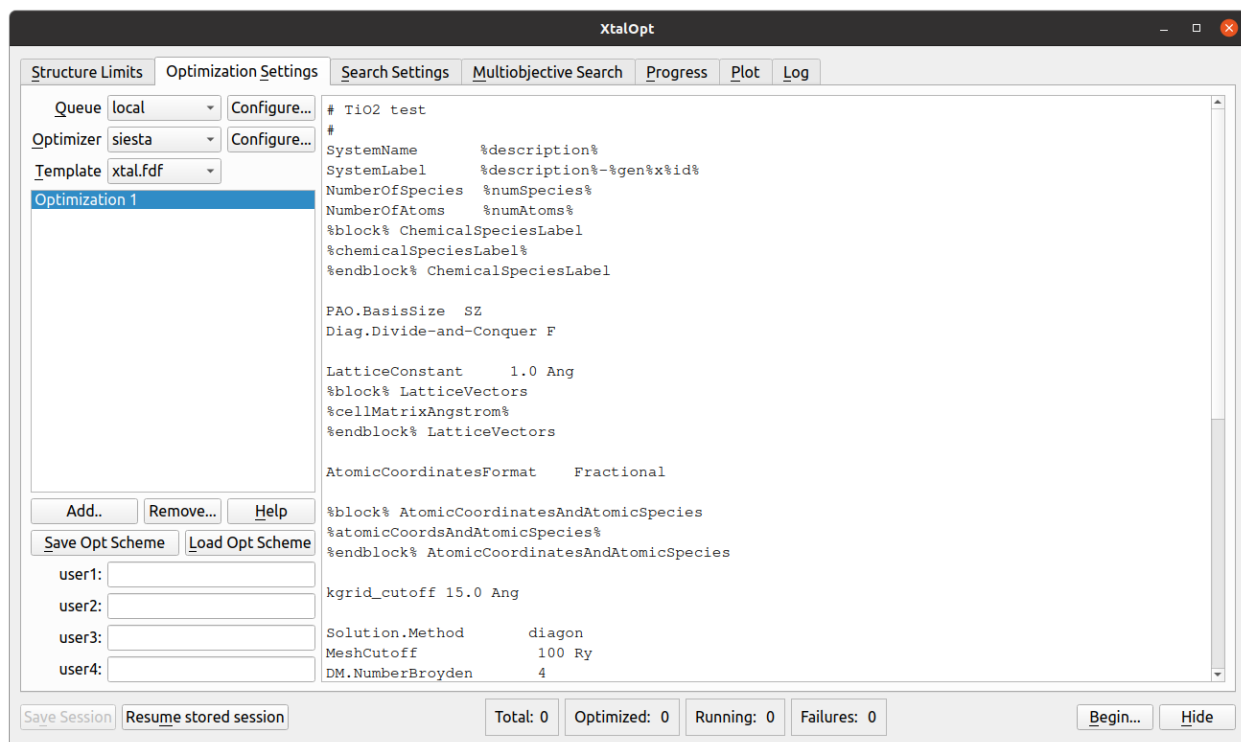 XtalOpt
Structure Limits Optimization Settings Search Settings Multiobjective Search Progress Plot Log
Queue local Configure...
Optimizer siesta Configure...
Template xtal.fdf
Optimization 1
Add.. Remove... Help
Save Opt Scheme Load Opt Scheme
user1:
user2:
user3:
user4:
# TiO2 test
#
SystemName %description%
SystemLabel %description%-%gen%x%id%
NumberOfSpecies %numSpecies%
NumberOfAtoms %numAtoms%
%block% ChemicalSpeciesLabel
%chemicalSpeciesLabel%
%endblock% ChemicalSpeciesLabel
PAO.BasisSize SZ
Diag.Divide-and-Conquer F
LatticeConstant 1.0 Ang
%block% LatticeVectors
%cellMatrixAngstrom%
%endblock% LatticeVectors
AtomicCoordinatesFormat Fractional
%block% AtomicCoordinatesAndAtomicSpecies
%atomicCoordsAndAtomicSpecies%
%endblock% AtomicCoordinatesAndAtomicSpecies
kgrid_cutoff 15.0 Ang
Solution.Method diagon
MeshCutoff 100 Ry
DM.NumberBroyden 4
Save Session Resume stored session Total: 0 Optimized: 0 Running: 0 Failures: 0 Begin... Hide